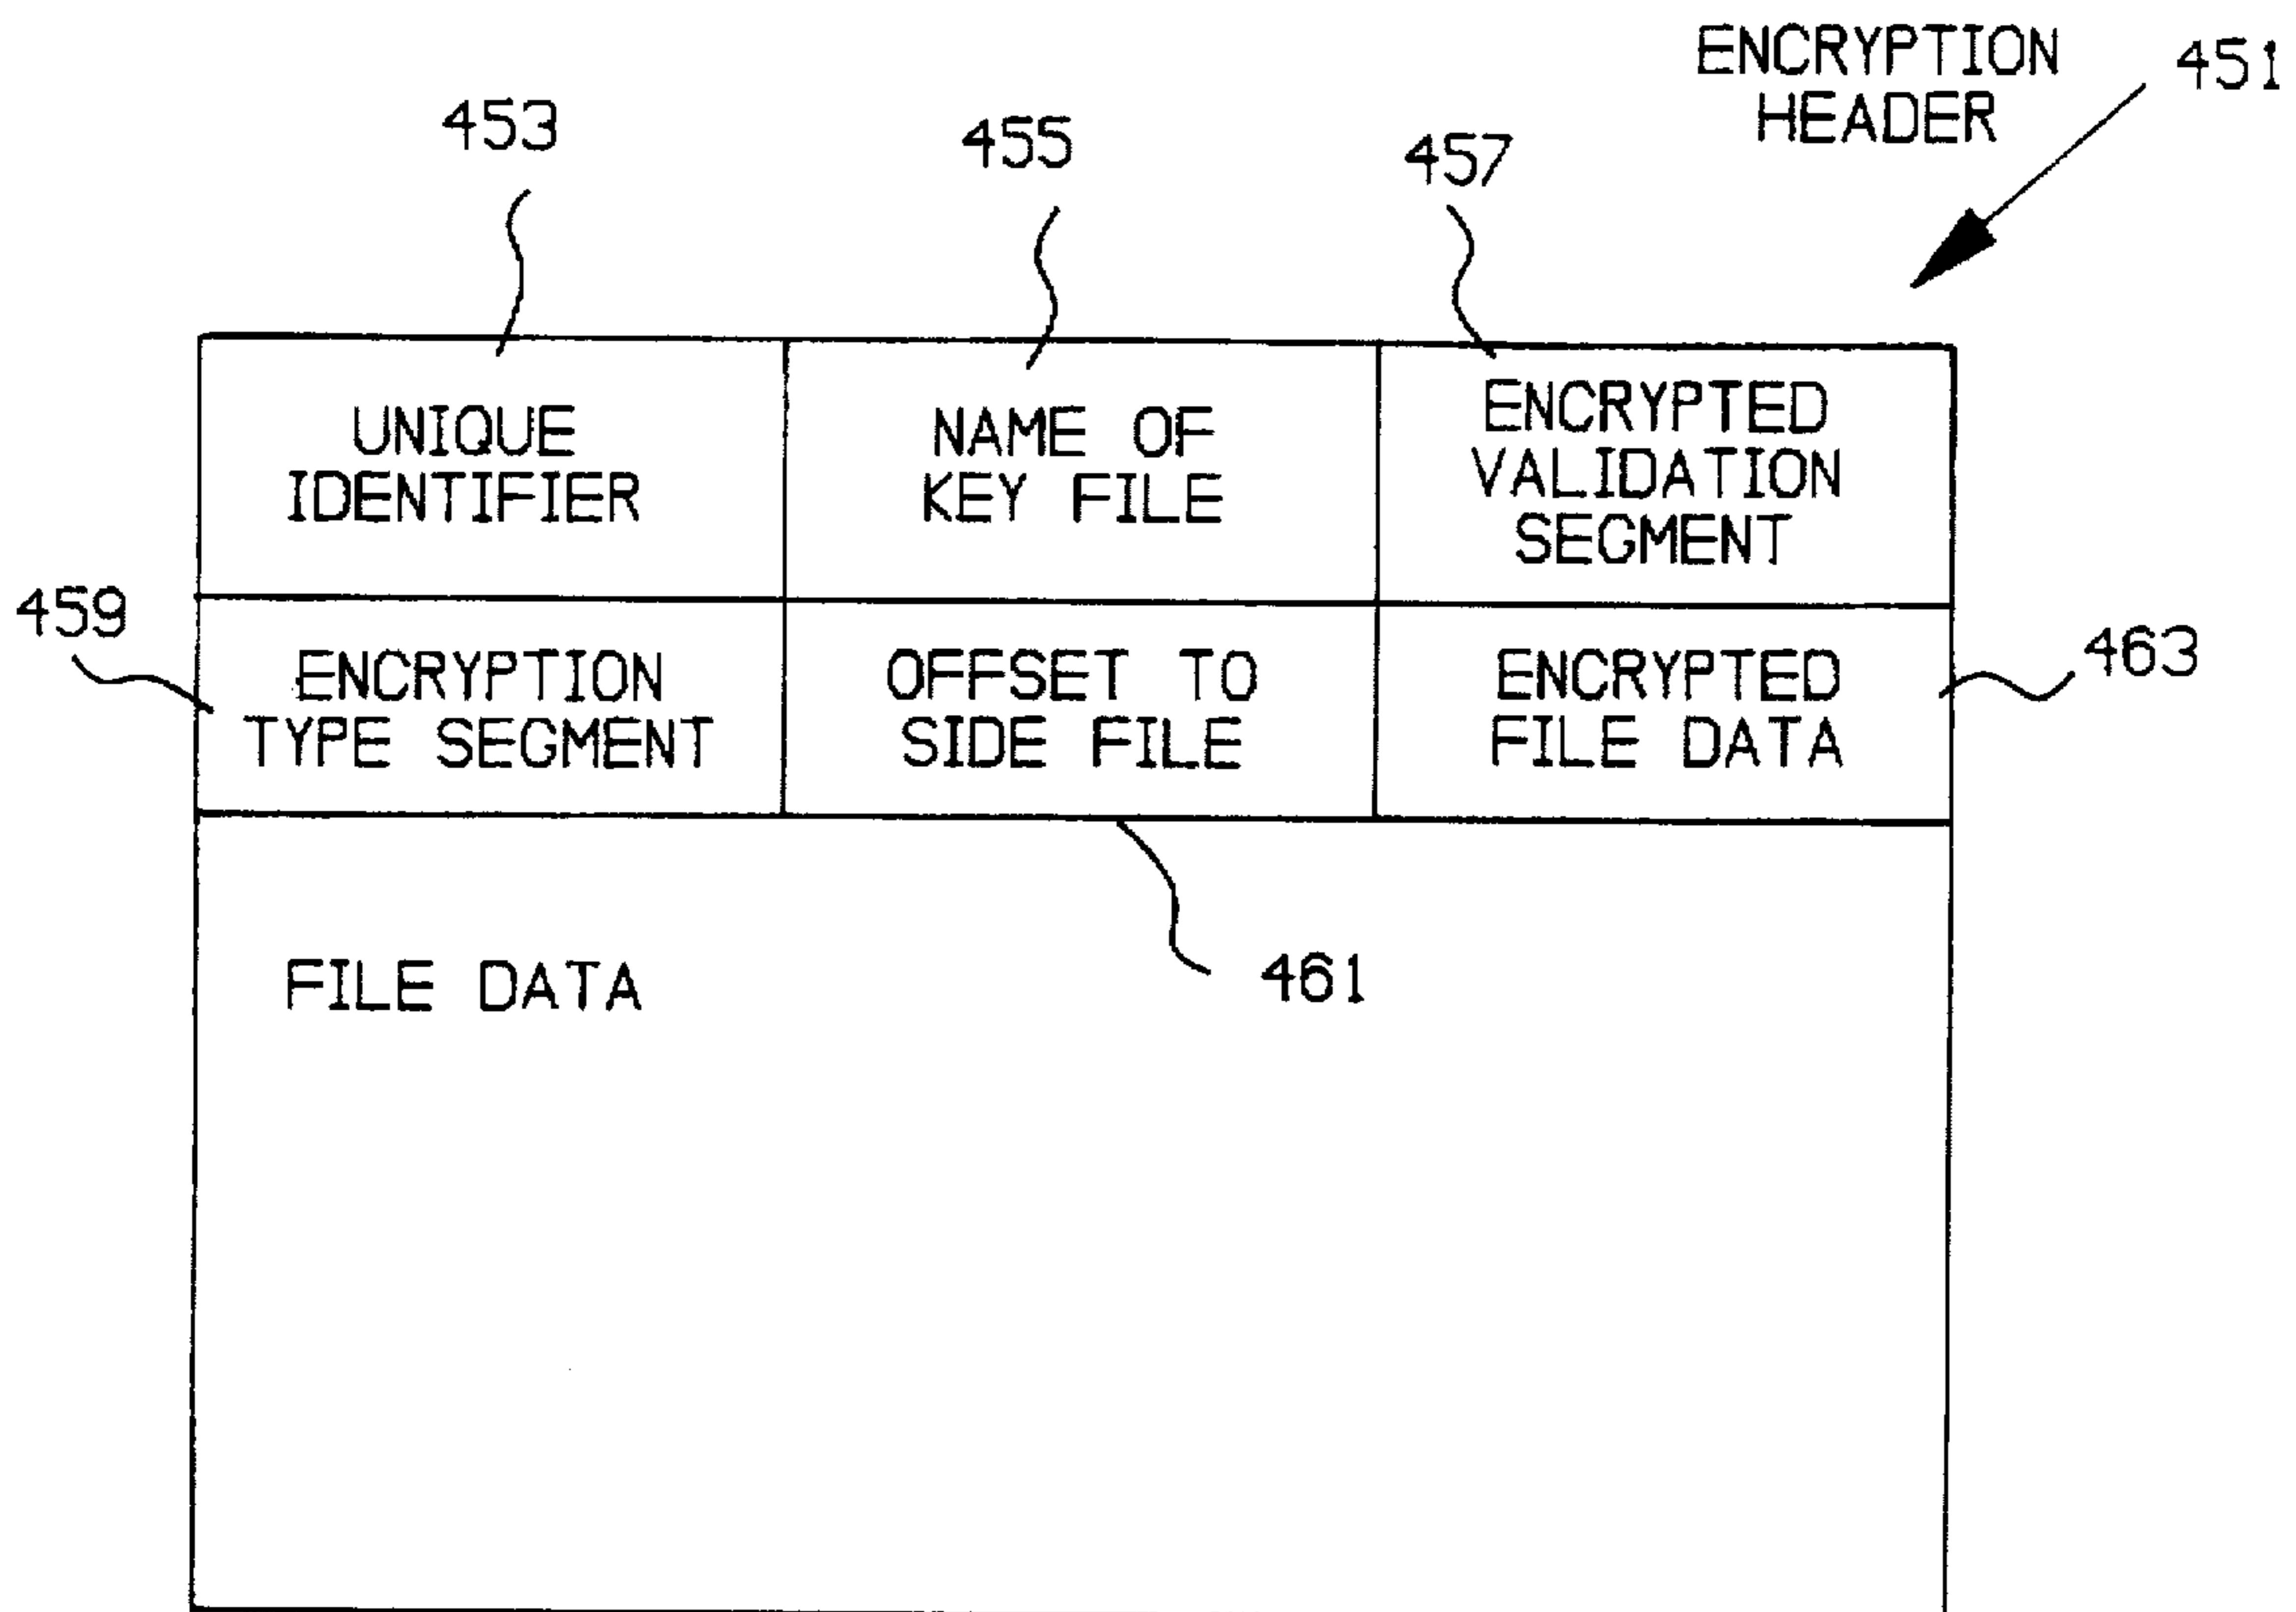 ENCRYPTION
HEADER
451
453
455
457
UNIQUE
IDENTIFIER
NAME OF
KEY FILE
ENCRYPTED
VALIDATION
SEGMENT
459
ENCRYPTION
TYPE SEGMENT
OFFSET TO
SIDE FILE
ENCRYPTED
FILE DATA
463
FILE DATA
461